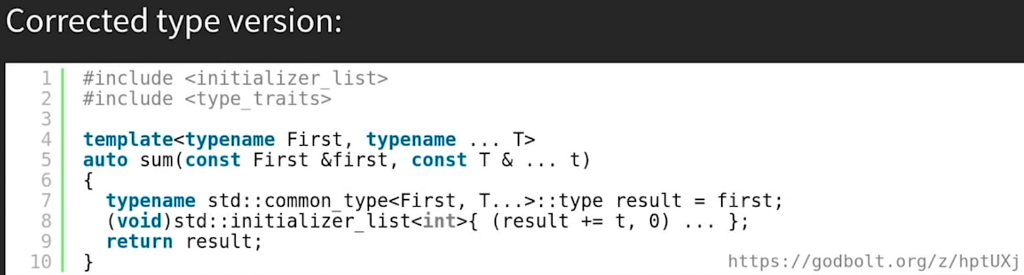 Corrected type version:
1 #include <initializer_list>
2 #include <type_traits>
3
4 template<typename First, typename ... T>
5 auto sum(const First &first, const T & ... t)
6 {
7   typename std::common_type<First, T...>::type result = first;
8   (void)std::initializer_list<int>{ (result += t, 0) ... };
9   return result;
10 }
https://godbolt.org/z/hptUXj